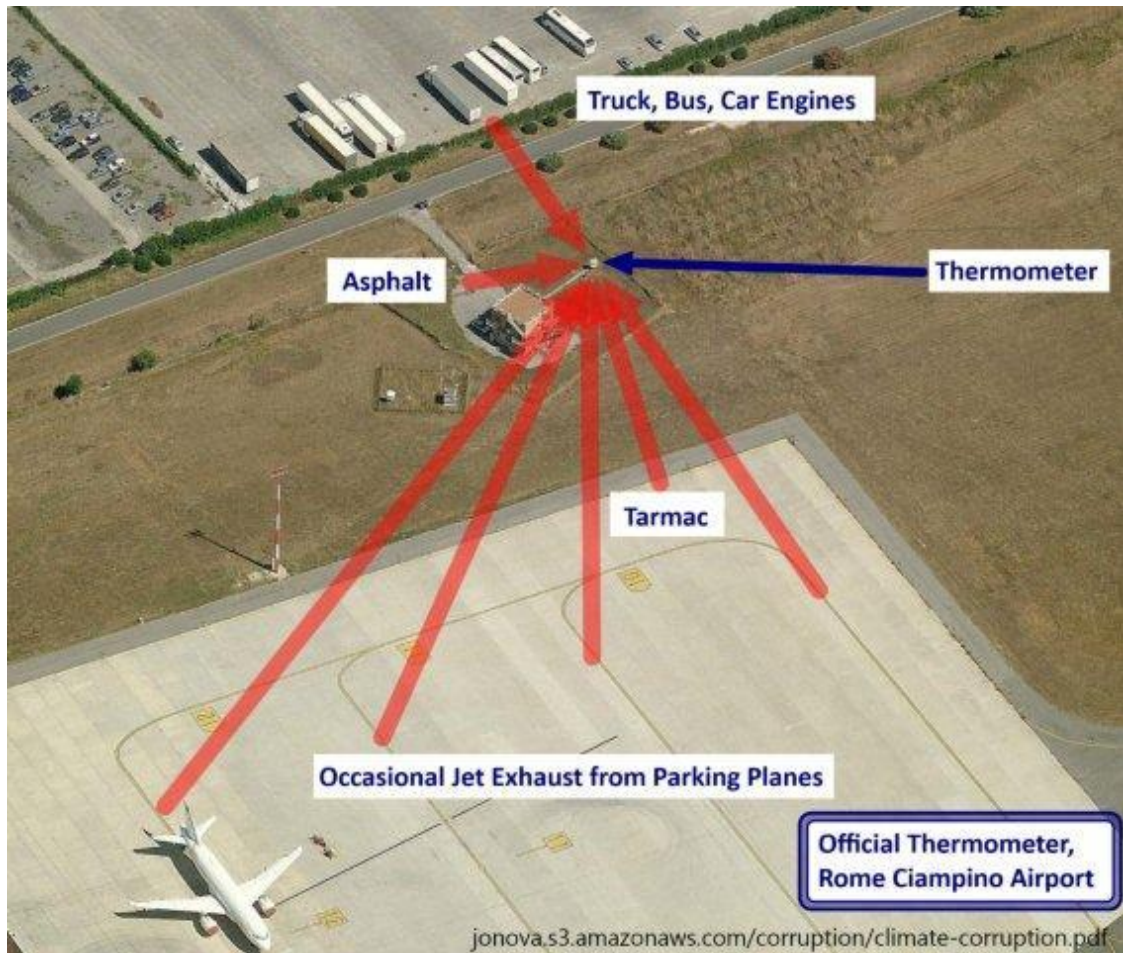 Truck, Bus, Car Engines
Asphalt
Thermometer
Tarmac
Occasional Jet Exhaust from Parking Planes
Official Thermometer,
Rome Ciampino Airport
jonova.s3.amazonaws.com/corruption/climate-corruption.pdf